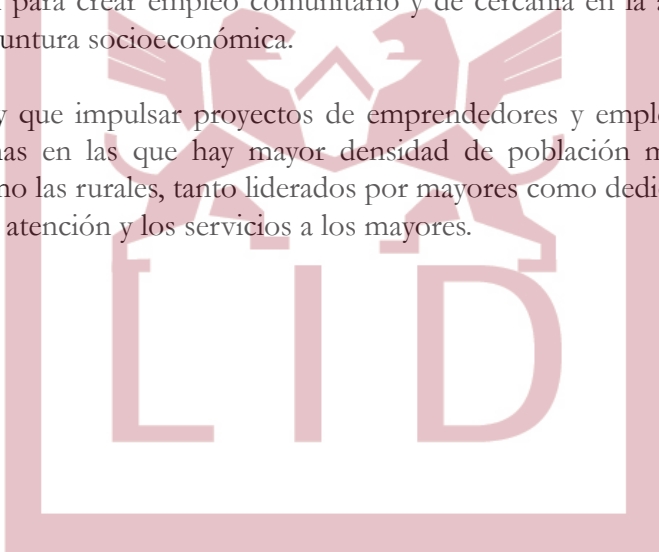 para crear empleo comunitario y de cercanía en la
untura socioeconómica.
y que impulsar proyectos de emprendedores y emple
nas en las que hay mayor densidad de población m
no las rurales, tanto liderados por mayores como dedic
atención y los servicios a los mayores.
LID